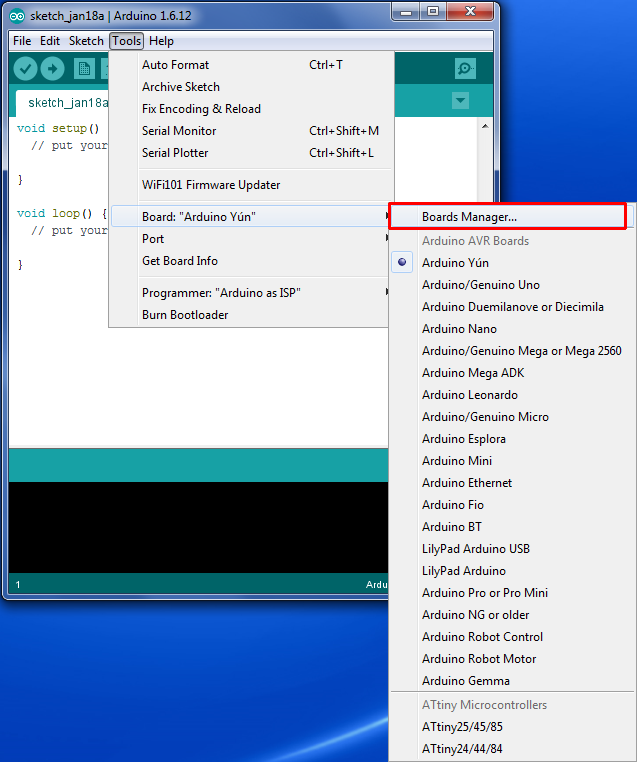 sketch_jan18a | Arduino 1.6.12
File Edit Sketch Tools Help
sketch_jan18a
void setup()
// put your
}
void loop() {
// put your
}
1
Auto Format Ctrl+T
Archive Sketch
Fix Encoding & Reload
Serial Monitor Ctrl+Shift+M
Serial Plotter Ctrl+Shift+L
WiFi101 Firmware Updater
Board: "Arduino Yún"
Port
Get Board Info
Programmer: "Arduino as ISP"
Burn Bootloader
Boards Manager...
Arduino AVR Boards
Arduino Yún
Arduino/Genuino Uno
Arduino Duemilanove or Diecimila
Arduino Nano
Arduino/Genuino Mega or Mega 2560
Arduino Mega ADK
Arduino Leonardo
Arduino/Genuino Micro
Arduino Esplora
Arduino Mini
Arduino Ethernet
Arduino Fio
Arduino BT
LilyPad Arduino USB
LilyPad Arduino
Arduino Pro or Pro Mini
Arduino NG or older
Arduino Robot Control
Arduino Robot Motor
Arduino Gemma
ATtiny Microcontrollers
ATtiny25/45/85
ATtiny24/44/84